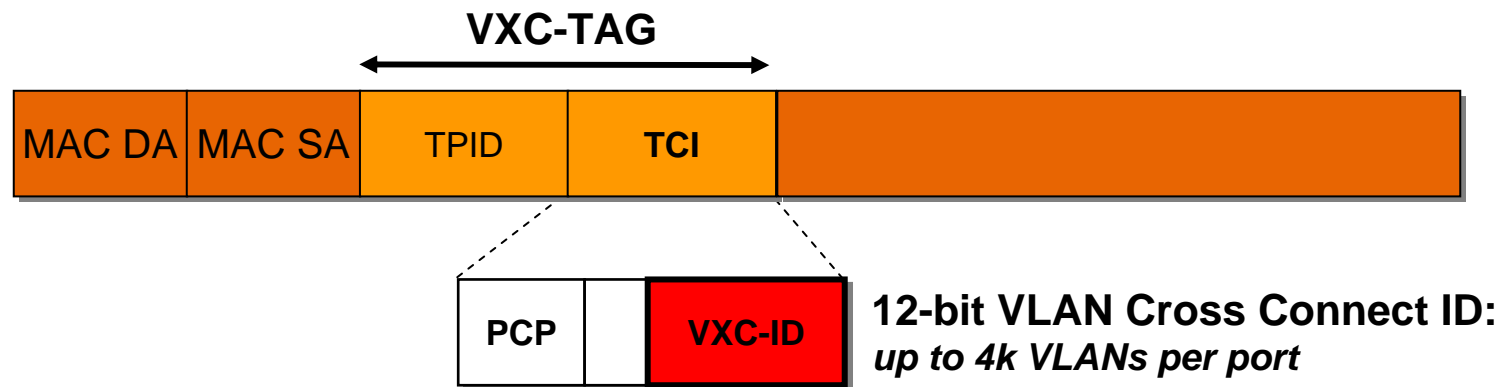 VXC-TAG
MAC DA MAC SA TPID TCI
PCP VXC-ID
12-bit VLAN Cross Connect ID:
up to 4k VLANs per port